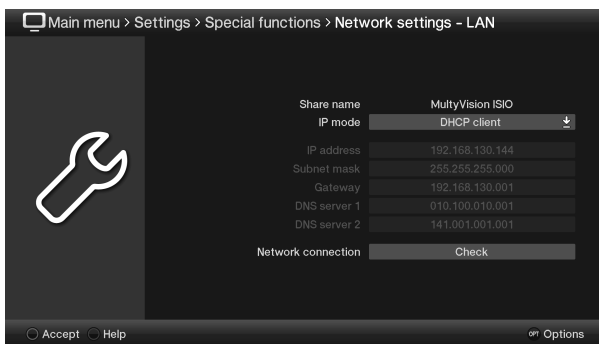 Main menu > Settings > Special functions > Network settings - LAN
Share name MultyVision ISIO
IP mode DHCP client
IP address 192.168.130.144
Subnet mask 255.255.255.000
Gateway 192.168.130.001
DNS server 1 010.100.010.001
DNS server 2 141.001.001.001
Network connection Check
Accept Help OPT Options